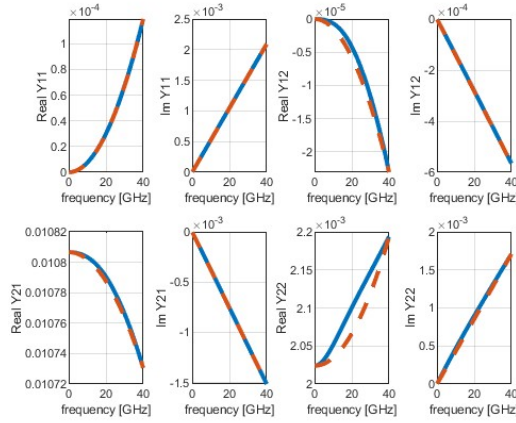 ×10⁻⁴
Real Y11
1
0.8
0.6
0.4
0.2
0
0 20 40
frequency [GHz]
×10⁻³
Im Y11
2.5
2
1.5
1
0.5
0
0 20 40
frequency [GHz]
×10⁻⁵
Real Y12
0
-0.5
-1
-1.5
-2
0 20 40
frequency [GHz]
×10⁻⁴
Im Y12
0
-2
-4
-6
0 20 40
frequency [GHz]
Real Y21
0.01082
0.0108
0.01078
0.01076
0.01074
0.01072
0 20 40
frequency [GHz]
×10⁻³
Im Y21
0
-0.5
-1
-1.5
0 20 40
frequency [GHz]
×10⁻³
Real Y22
2.2
2.15
2.1
2.05
2
0 20 40
frequency [GHz]
×10⁻³
Im Y22
2
1.5
1
0.5
0
0 20 40
frequency [GHz]